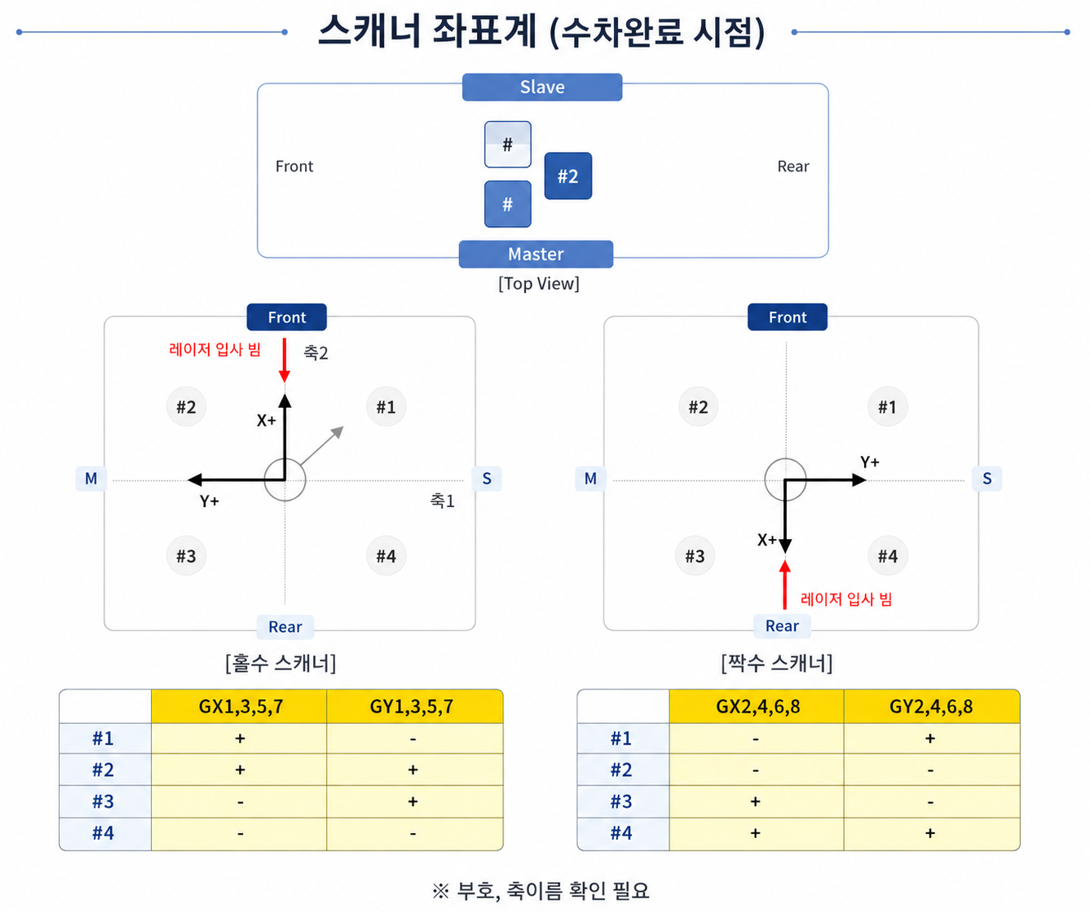 스캐너 좌표계 (수차완료 시점)
Slave
#
Front
#2
Rear
#
Master
[Top View]
Front
레이저 입사 빔
축2
#2
#1
X+
M
S
Y+
축1
#3
#4
Rear
[홀수 스캐너]
Front
#2
#1
Y+
M
S
X+
#3
#4
레이저 입사 빔
Rear
[짝수 스캐너]
GX1,3,5,7 GY1,3,5,7
#1 + -
#2 + +
#3 - +
#4 - -
GX2,4,6,8 GY2,4,6,8
#1 - +
#2 - -
#3 + -
#4 + +
※ 부호, 축이름 확인 필요